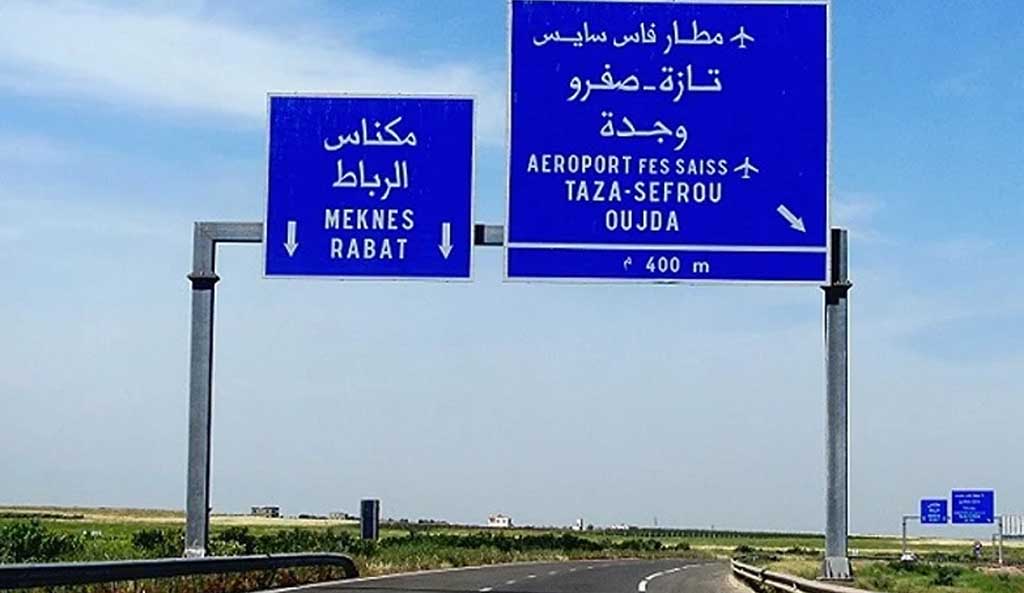 مكناس
الرباط
MEKNES
RABAT
مطار فاس سايس
تازة-صفرو
وجدة
AEROPORT FES SAISS
TAZA-SEFROU
OUJDA
م 400 m